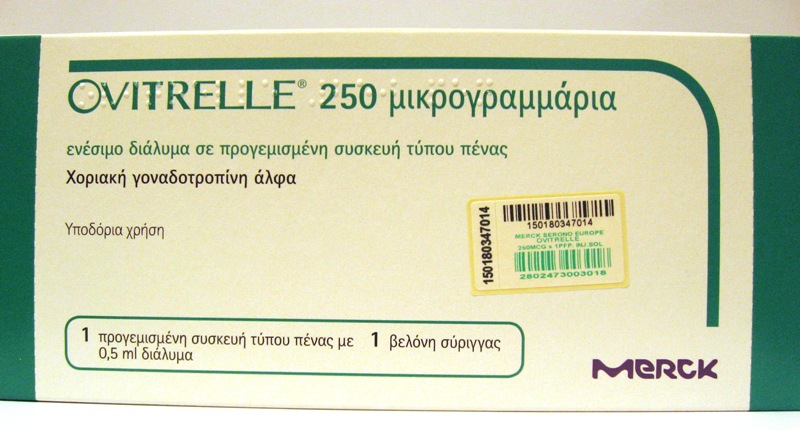 OVITRELLE® 250 μικρογραμμάρια
ενέσιμο διάλυμα σε προγεμισμένη συσκευή τύπου πένας
Χοριακή γοναδοτροπίνη άλφα
Υποδόρια χρήση
150180347014
150180347014
MERCK SERONO EUROPE
OVITRELLE
250MCG x 1PFP. INJ.SOL
2802473003018
1 προγεμισμένη συσκευή τύπου πένας με
0,5 ml διάλυμα
1 βελόνη σύριγγας
MERCK